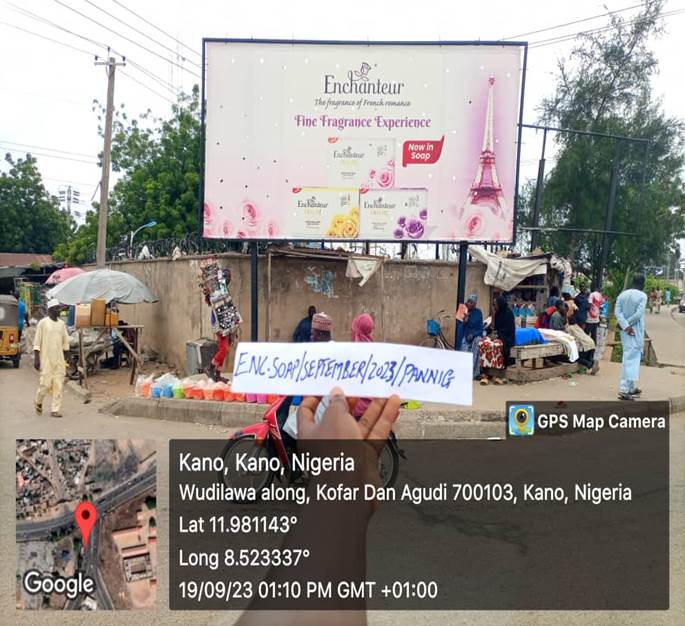 Enchanteur
The fragrance of French romance
Fine Fragrance Experience
Now in
Soap
Enchanteur
Enchanteur
Enchanteur
ENC-SOAP/SEPTEMBER/2023/PANNIG
GPS Map Camera
Kano, Kano, Nigeria
Wudilawa along, Kofar Dan Agudi 700103, Kano, Nigeria
Lat 11.981143°
Long 8.523337°
19/09/23 01:10 PM GMT +01:00
Google